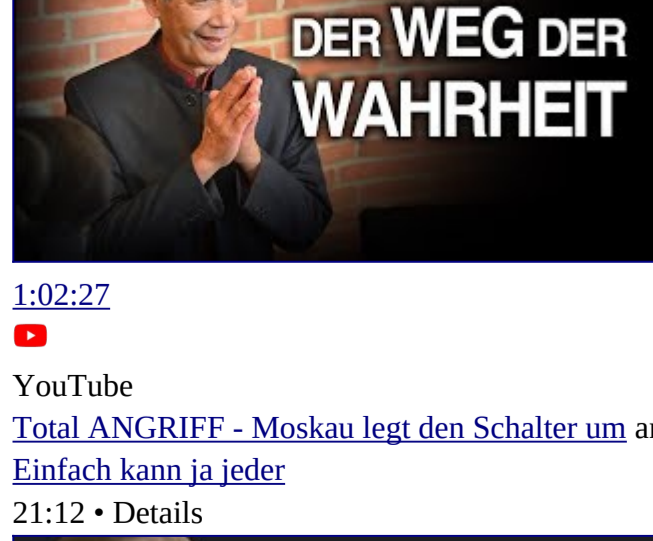 DER WEG DER
WAHRHEIT
1:02:27
YouTube
Total ANGRIFF - Moskau legt den Schalter um
Einfach kann ja jeder
21:12 • Details